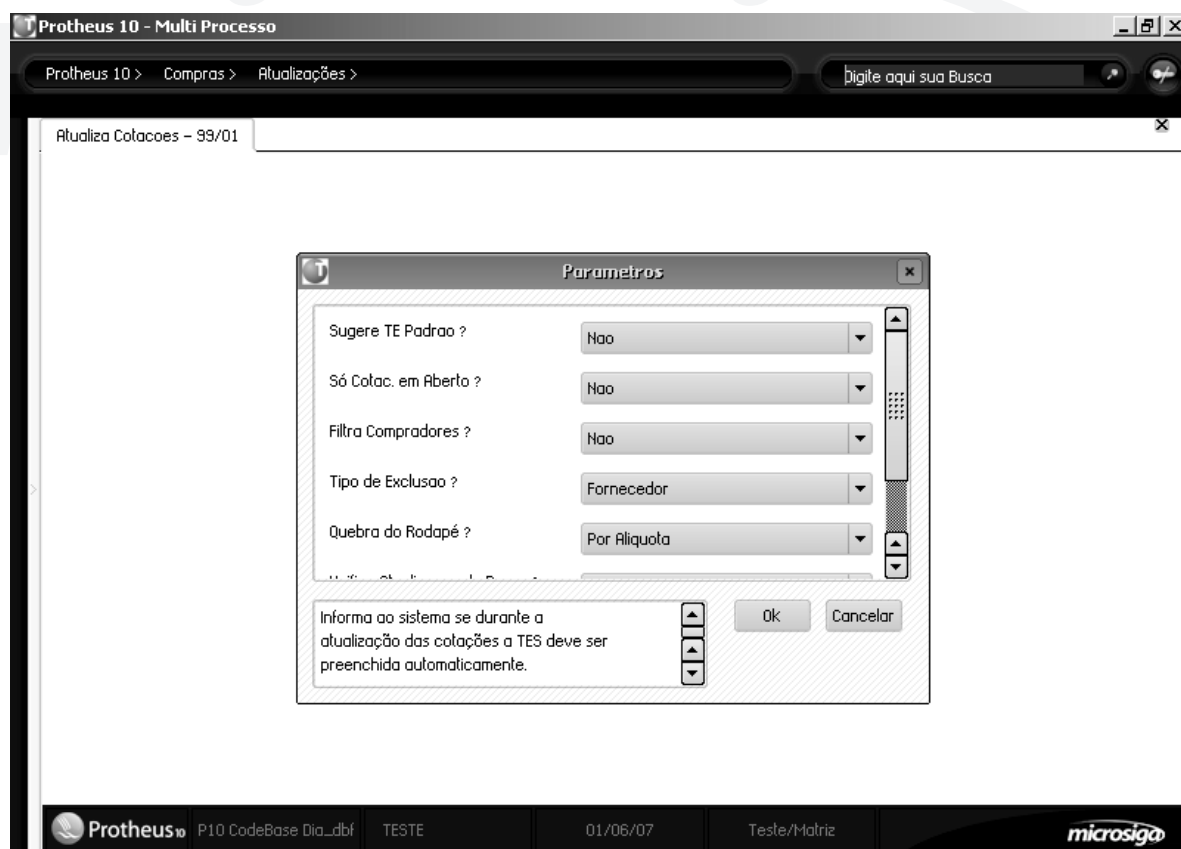 Protheus 10 - Multi Processo
Protheus 10 > Compras > Atualizações >
Digite aqui sua Busca
Atualiza Cotacoes - 99/01
Parametros
Sugere TE Padrao ?
Nao
Só Cotac. em Aberto ?
Nao
Filtra Compradores ?
Nao
Tipo de Exclusao ?
Fornecedor
Quebra do Rodapé ?
Por Aliquota
Informa ao sistema se durante a
atualização das cotações a TES deve ser
preenchida automaticamente.
Ok
Cancelar
Protheus 10 P10 CodeBase Dia_dbf TESTE 01/06/07 Teste/Matriz microsiga